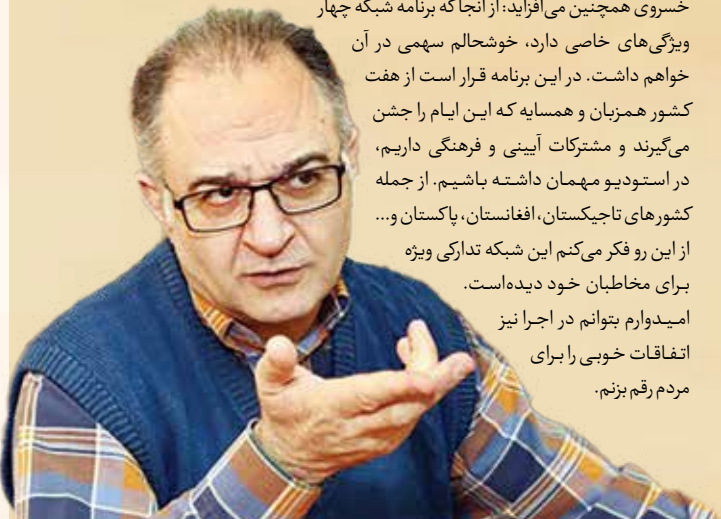 خسروی همچنین می‌افزاید: از آنجا که برنامه شبکه چهار
ویژگی‌های خاصی دارد، خوشحالم سهمی در آن
خواهم داشت. در این برنامه قرار است از هفت
کشور همزبان و همسایه که این ایام را جشن
می‌گیرند و مشترکات آیینی و فرهنگی داریم،
در استودیو مهمان داشته باشیم. از جمله
کشورهای تاجیکستان، افغانستان، پاکستان و...
از این رو فکر می‌کنم این شبکه تدارکی ویژه
برای مخاطبان خود دیده‌است.
امیدوارم بتوانم در اجرا نیز
اتفاقات خوبی را برای
مردم رقم بزنم.